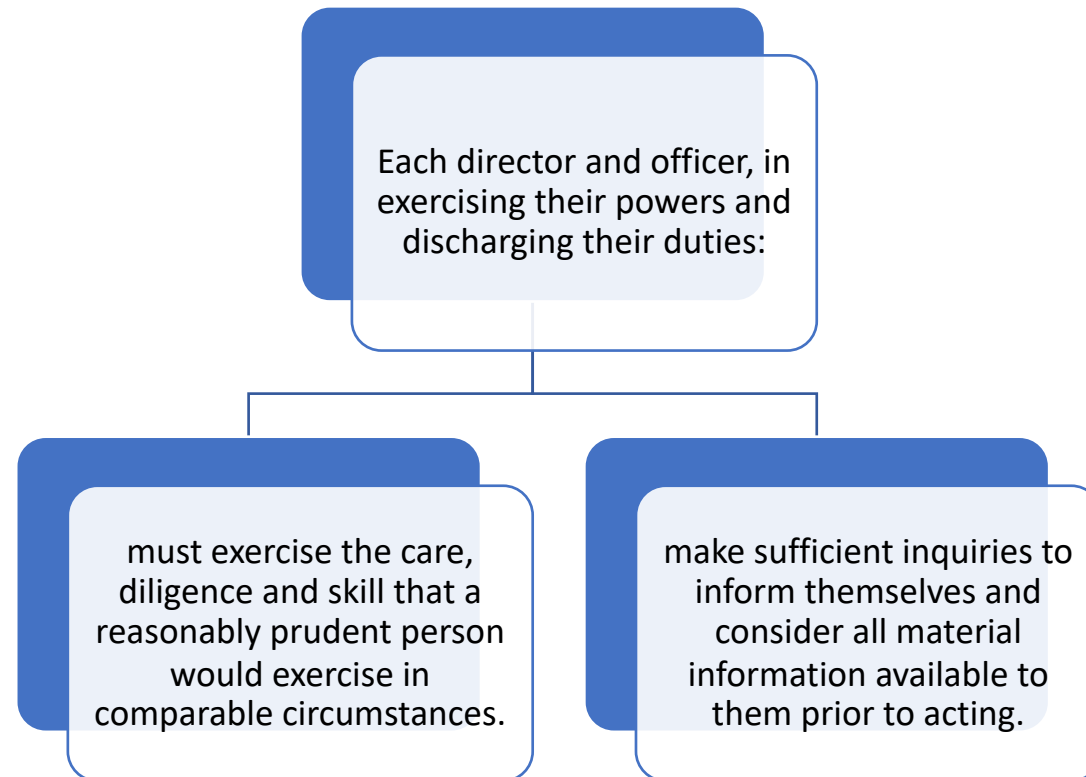 Each director and officer, in
exercising their powers and
discharging their duties:
must exercise the care,
diligence and skill that a
reasonably prudent person
would exercise in
comparable circumstances.
make sufficient inquiries to
inform themselves and
consider all material
information available to
them prior to acting.